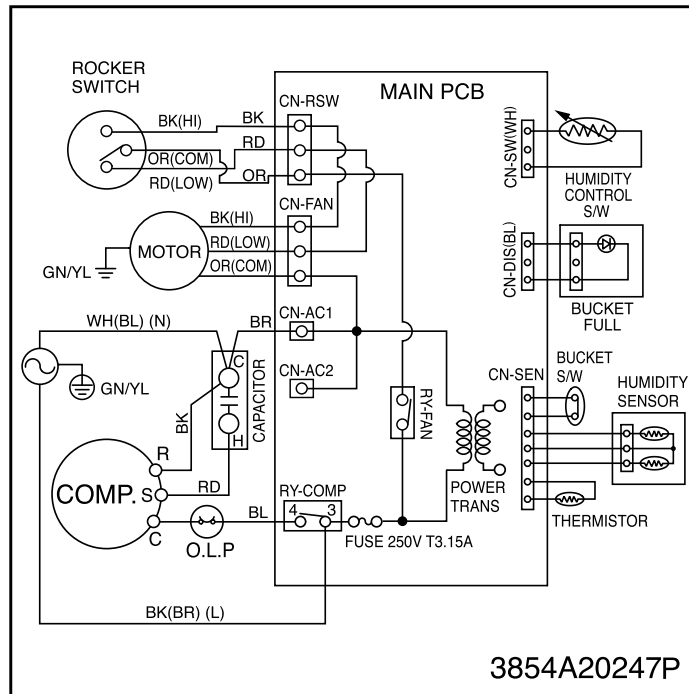 ROCKER
SWITCH
MAIN PCB
CN-RSW
BK(HI)
BK
OR(COM)
RD
RD(LOW)
OR
CN-SW(WH)
HUMIDITY
CONTROL
S/W
CN-FAN
BK(HI)
RD(LOW)
OR(COM)
MOTOR
GN/YL
CN-DIS(BL)
BUCKET
FULL
WH(BL) (N)
BR
CN-AC1
CN-AC2
GN/YL
C
H
CAPACITOR
BK
RY-FAN
POWER
TRANS
CN-SEN
BUCKET
S/W
HUMIDITY
SENSOR
THERMISTOR
COMP.
R
S
C
RD
BL
O.L.P
RY-COMP
4
3
FUSE 250V T3.15A
BK(BR) (L)
3854A20247P